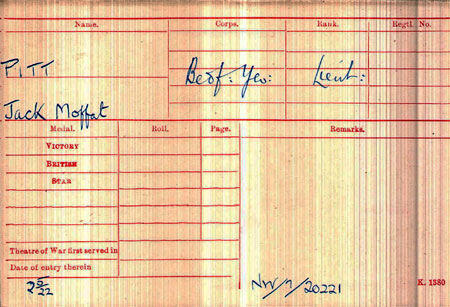 Name. Corps. Rank. Regtl. No.
PITT Bedf: Yeo: Lieut:
Jack Moffat
Medal. Roll. Page. Remarks.
VICTORY
BRITISH
STAR
Theatre of War first served in
Date of entry therein
K. 1380
NW/7/20221